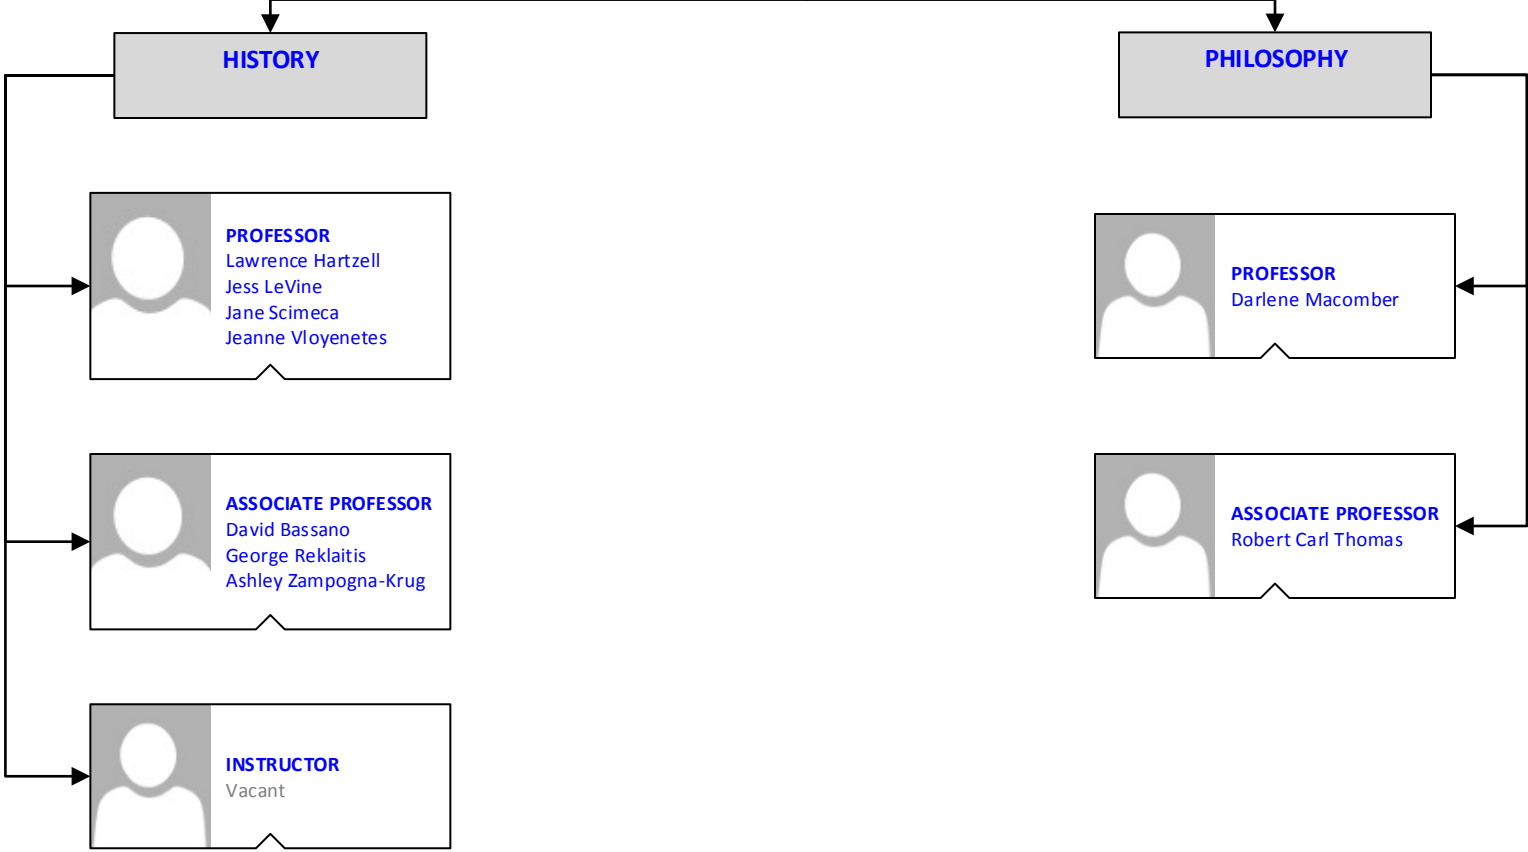 HISTORY
PHILOSOPHY
PROFESSOR
Lawrence Hartzell
Jess LeVine
Jane Scimeca
Jeanne Vloyenetes
PROFESSOR
Darlene Macomber
ASSOCIATE PROFESSOR
David Bassano
George Reklaitis
Ashley Zampogna-Krug
ASSOCIATE PROFESSOR
Robert Carl Thomas
INSTRUCTOR
Vacant